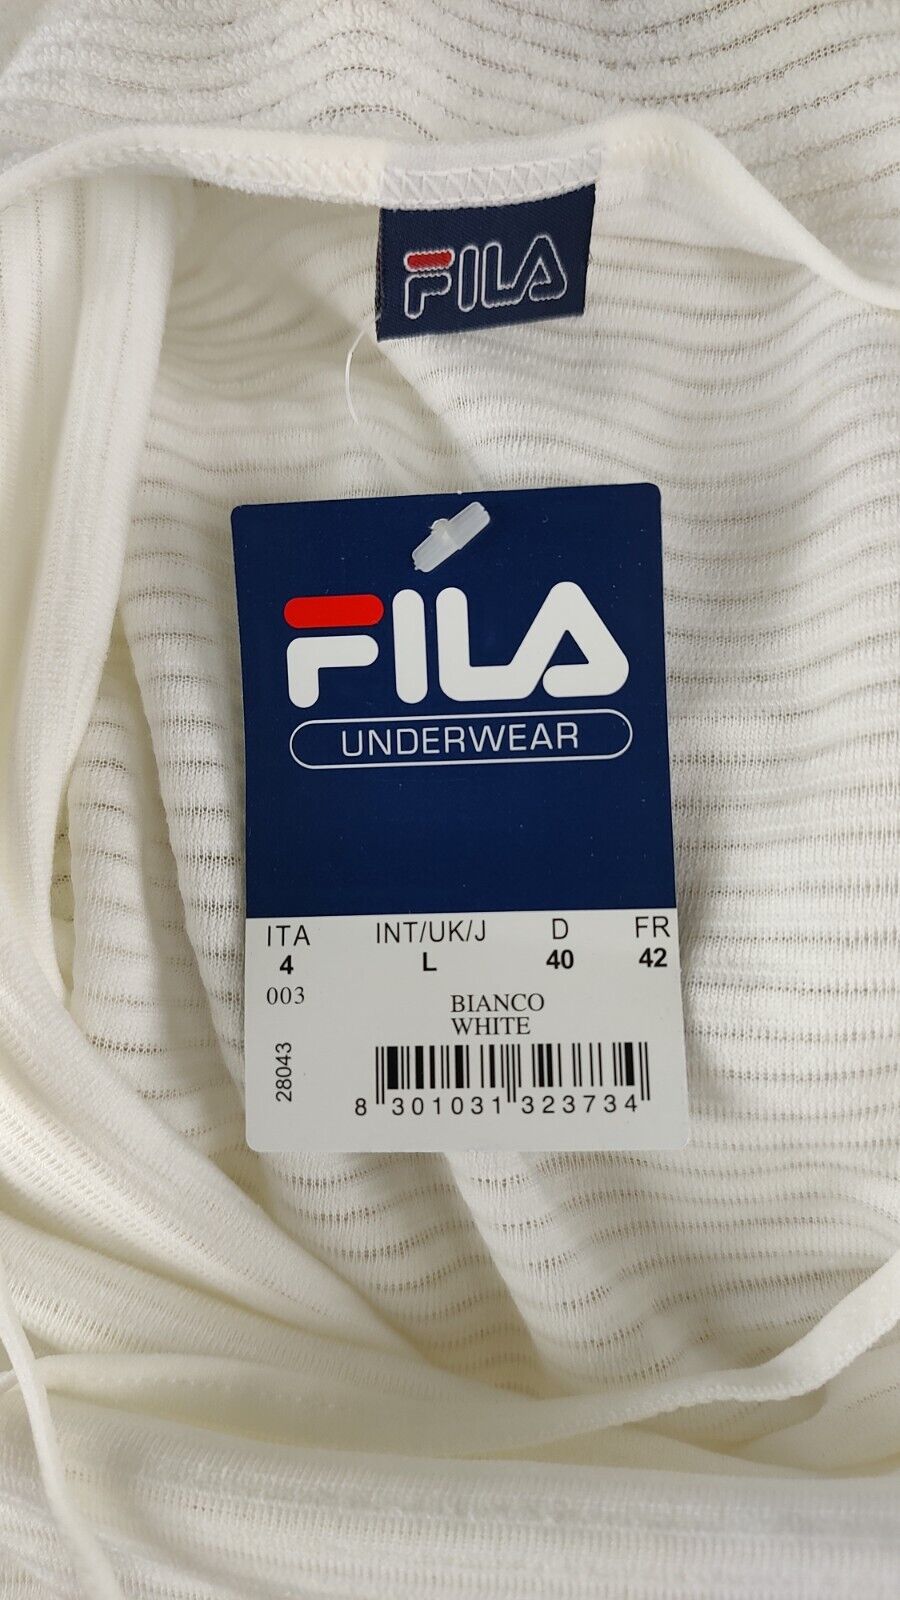 FILA
FILA
UNDERWEAR
ITA INT/UK/J D FR
4 L 40 42
003
BIANCO
WHITE
28043
8 301031 323734